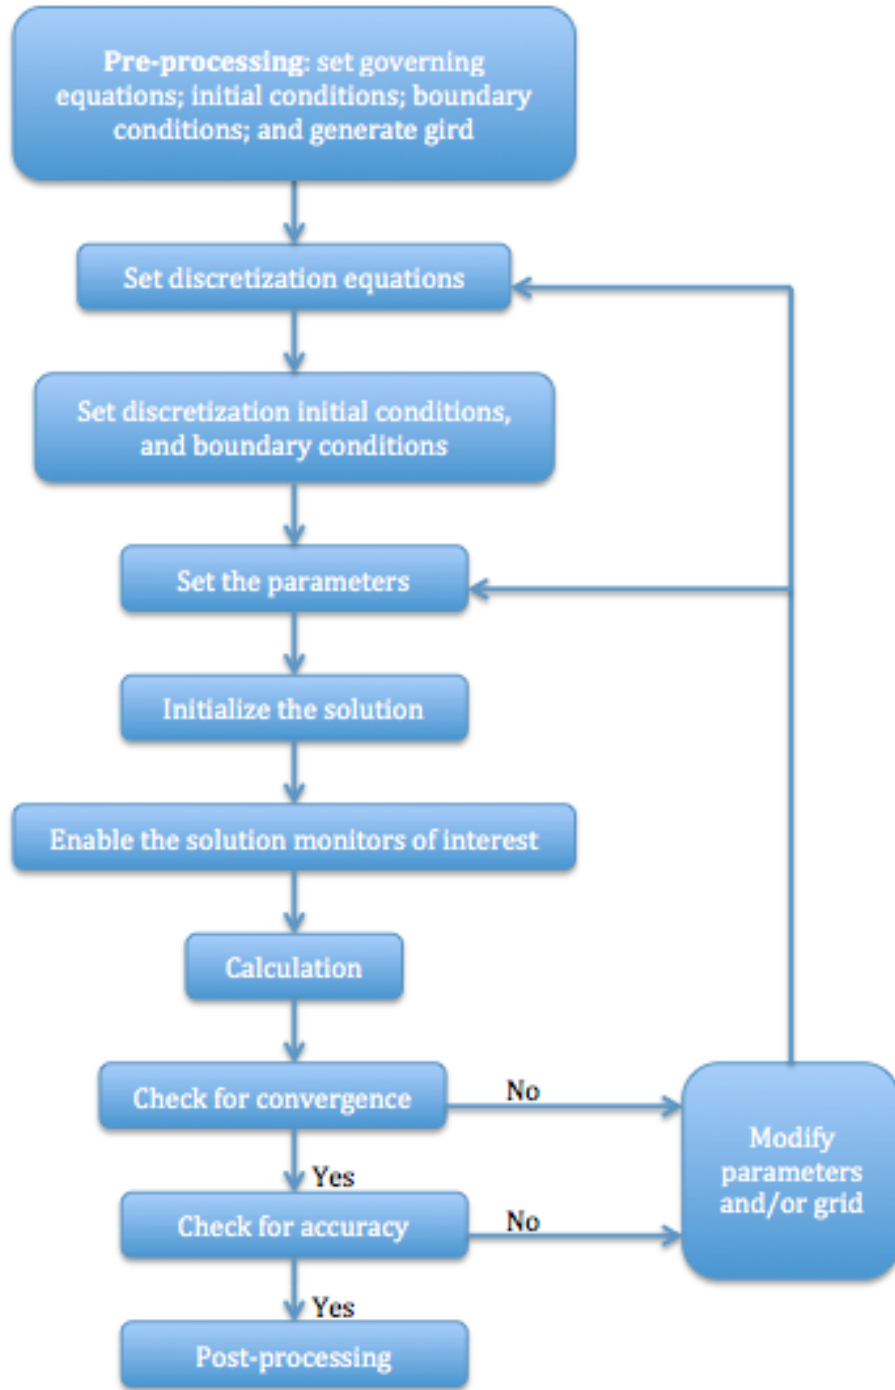 Pre-processing: set governing
equations; initial conditions; boundary
conditions; and generate gird
Set discretization equations
Set discretization initial conditions,
and boundary conditions
Set the parameters
Initialize the solution
Enable the solution monitors of interest
Calculation
Check for convergence
No
Modify
parameters
and/or grid
Yes
Check for accuracy
No
Yes
Post-processing